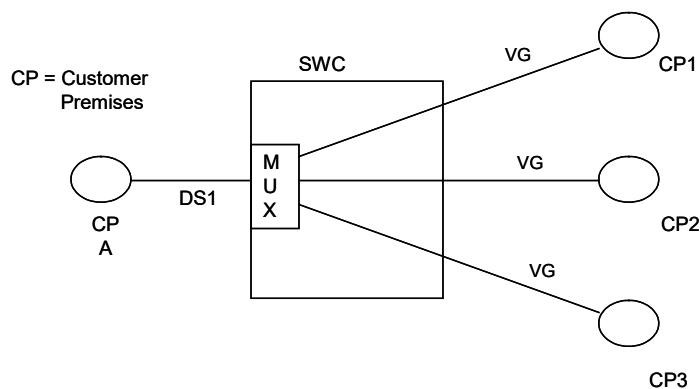 SWC
VG
CP1
CP = Customer
Premises
M
U
X
DS1
VG
CP
A
CP2
VG
CP3